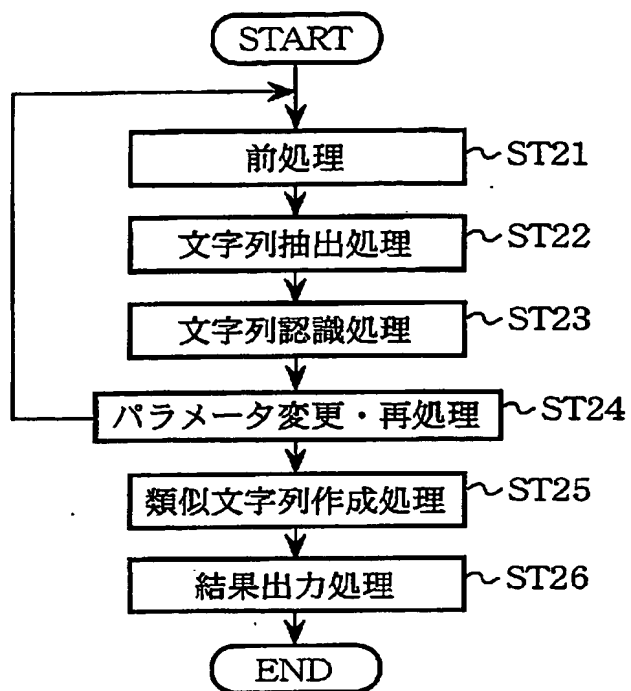 START
前処理 ST21
文字列抽出処理 ST22
文字列認識処理 ST23
パラメータ変更・再処理 ST24
類似文字列作成処理 ST25
結果出力処理 ST26
END